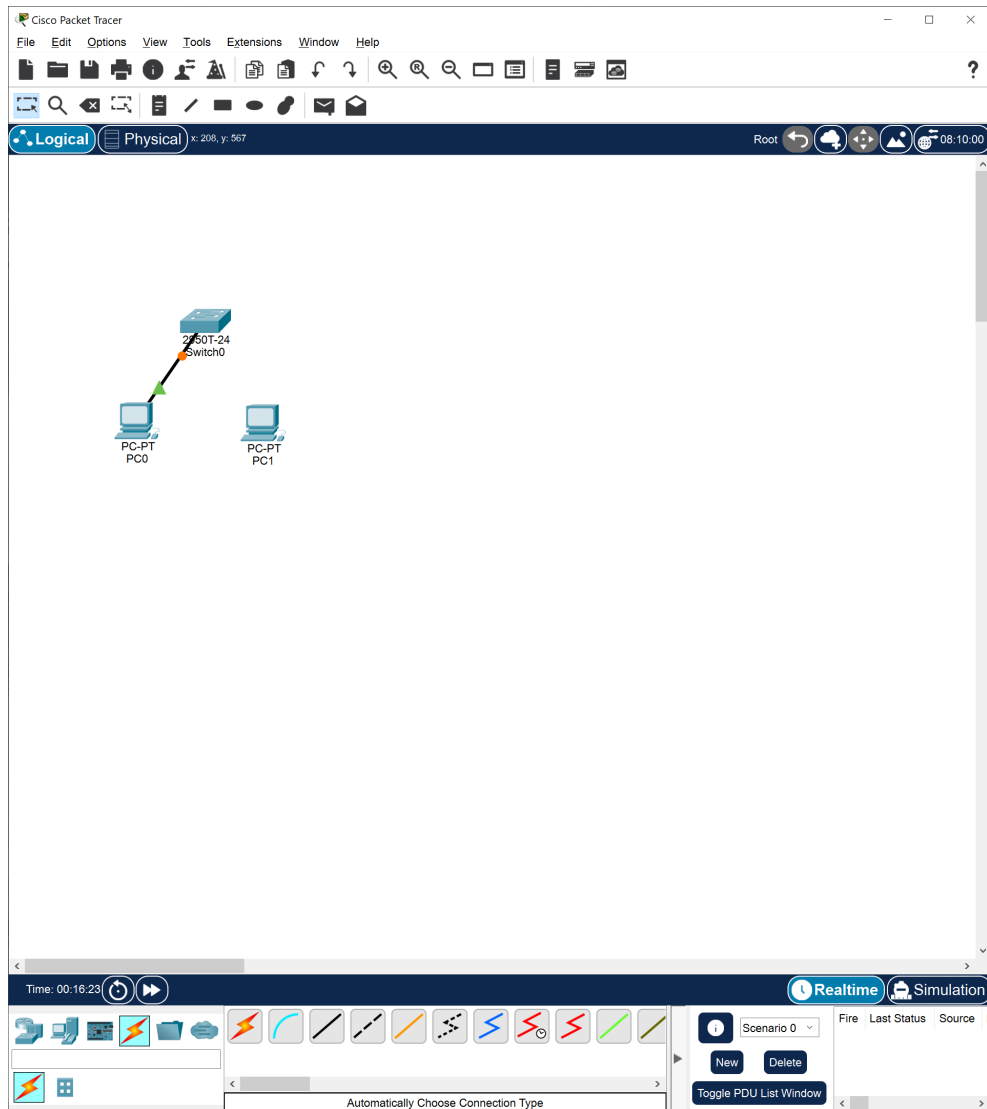 Cisco Packet Tracer
File Edit Options View Tools Extensions Window Help
?
Logical Physical x: 208, y: 567 Root 08:10:00
2950T-24
Switch0
PC-PT
PC0
PC-PT
PC1
Time: 00:16:23 Realtime Simulation
Scenario 0
Fire Last Status Source
New Delete
Toggle PDU List Window
Automatically Choose Connection Type